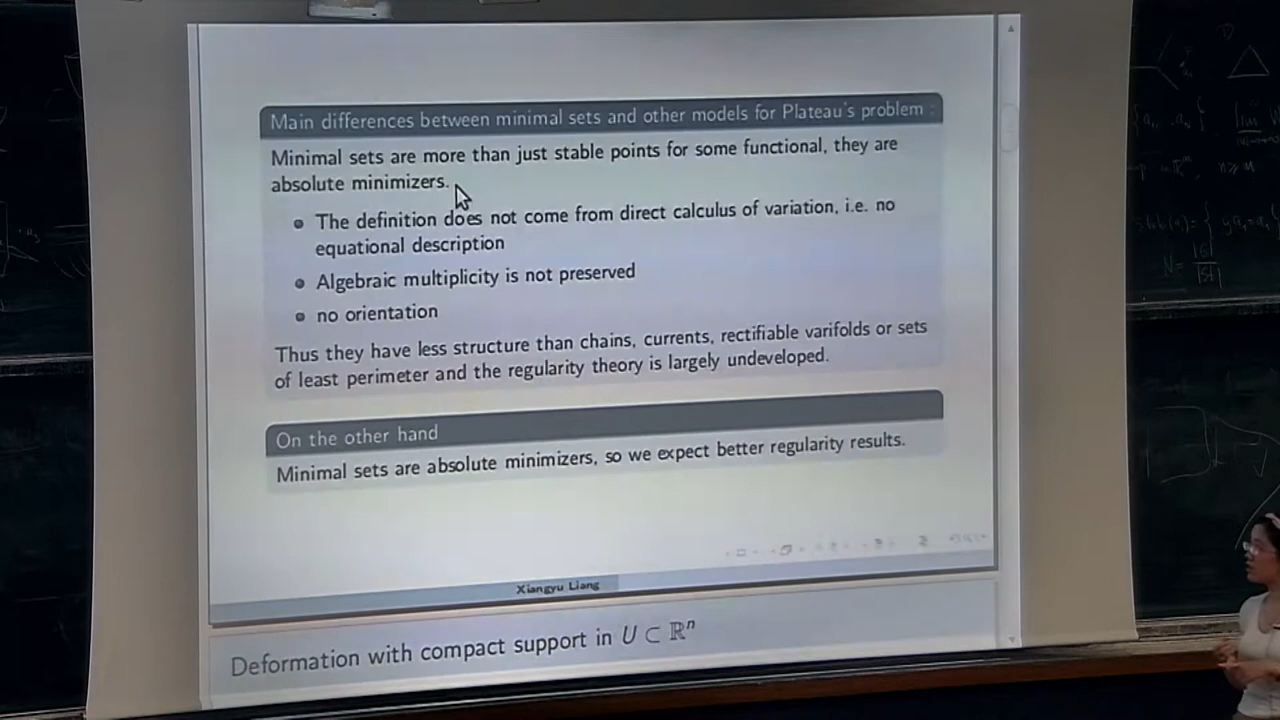 Main differences between minimal sets and other models for Plateau's problem :
Minimal sets are more than just stable points for some functional, they are
absolute minimizers.
The definition does not come from direct calculus of variation, i.e. no
equational description
Algebraic multiplicity is not preserved
no orientation
Thus they have less structure than chains, currents, rectifiable varifolds or sets
of least perimeter and the regularity theory is largely undeveloped.
On the other hand
Minimal sets are absolute minimizers, so we expect better regularity results.
Xiangyu Liang
Deformation with compact support in U ⊂ ℝⁿ